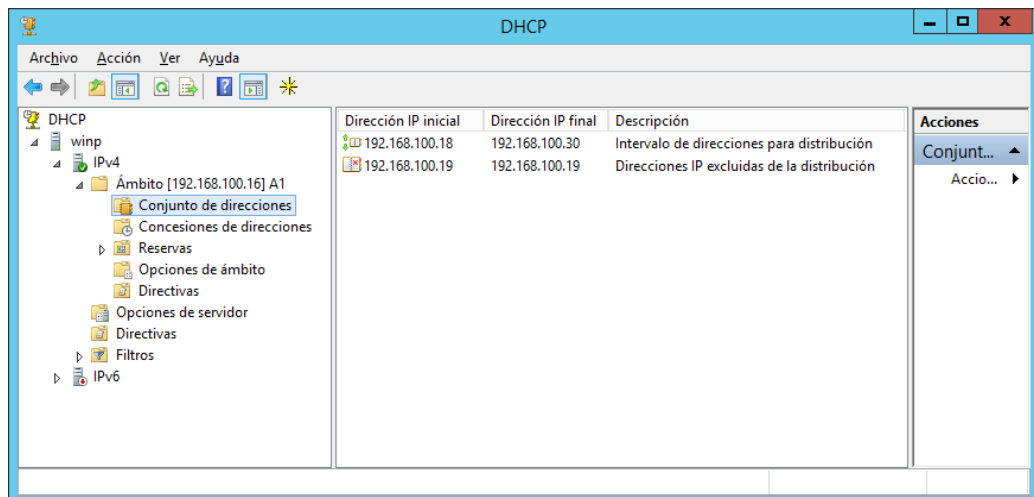 DHCP
Archivo Acción Ver Ayuda
DHCP
winp
IPv4
Ámbito [192.168.100.16] A1
Conjunto de direcciones
Concesiones de direcciones
Reservas
Opciones de ámbito
Directivas
Opciones de servidor
Directivas
Filtros
IPv6
Dirección IP inicial Dirección IP final Descripción
192.168.100.18 192.168.100.30 Intervalo de direcciones para distribución
192.168.100.19 192.168.100.19 Direcciones IP excluidas de la distribución
Acciones
Conjunt...
Accio...